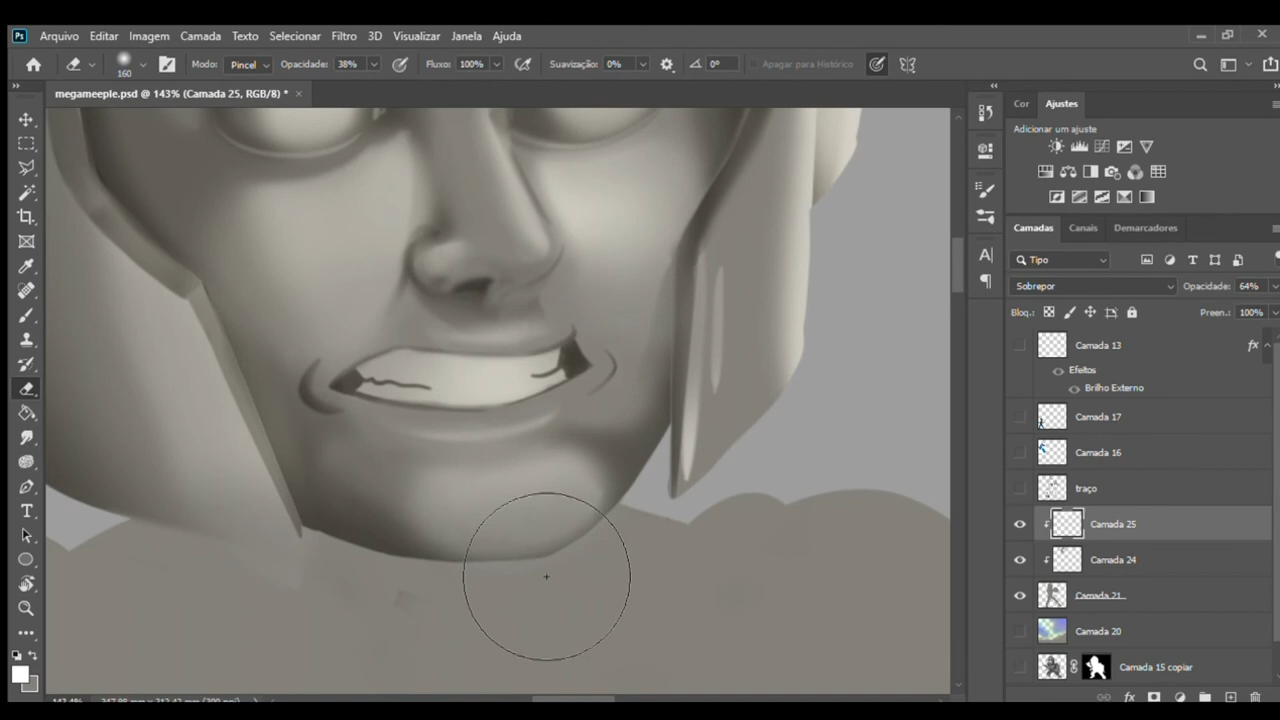 Ps Arquivo Editar Imagem Camada Texto Selecionar Filtro 3D Visualizar Janela Ajuda
160 Modo: Pincel Opacidade: 38% Fluxo: 100% Suavização: 0% 0° Apagar para Histórico
megameeple.psd @ 143% (Camada 25, RGB/8) *
Cor Ajustes
Adicionar um ajuste
Camadas Canais Demarcadores
Tipo
Sobrepor Opacidade: 64%
Bloq.: Preen.: 100%
Camada 13 fx
Efeitos
Brilho Externo
Camada 17
Camada 16
traço
Camada 25
Camada 24
Camada 21
Camada 20
Camada 15 copiar